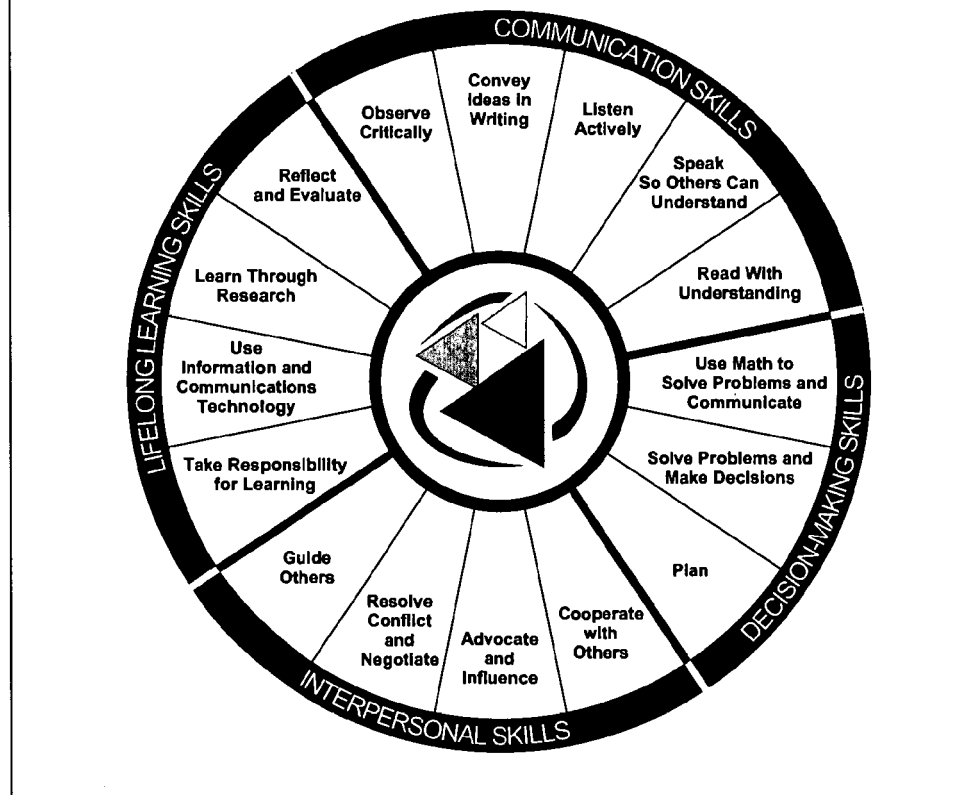 COMMUNICATION SKILLS
Observe
Critically
Convey
Ideas in
Writing
Listen
Actively
Speak
So Others Can
Understand
Read With
Understanding
DECISION-MAKING SKILLS
Use Math to
Solve Problems and
Communicate
Solve Problems and
Make Decisions
Plan
INTERPERSONAL SKILLS
Cooperate
with
Others
Advocate
and
Influence
Resolve
Conflict
and
Negotiate
Guide
Others
LIFELONG LEARNING SKILLS
Take Responsibility
for Learning
Use
Information and
Communications
Technology
Learn Through
Research
Reflect
and Evaluate